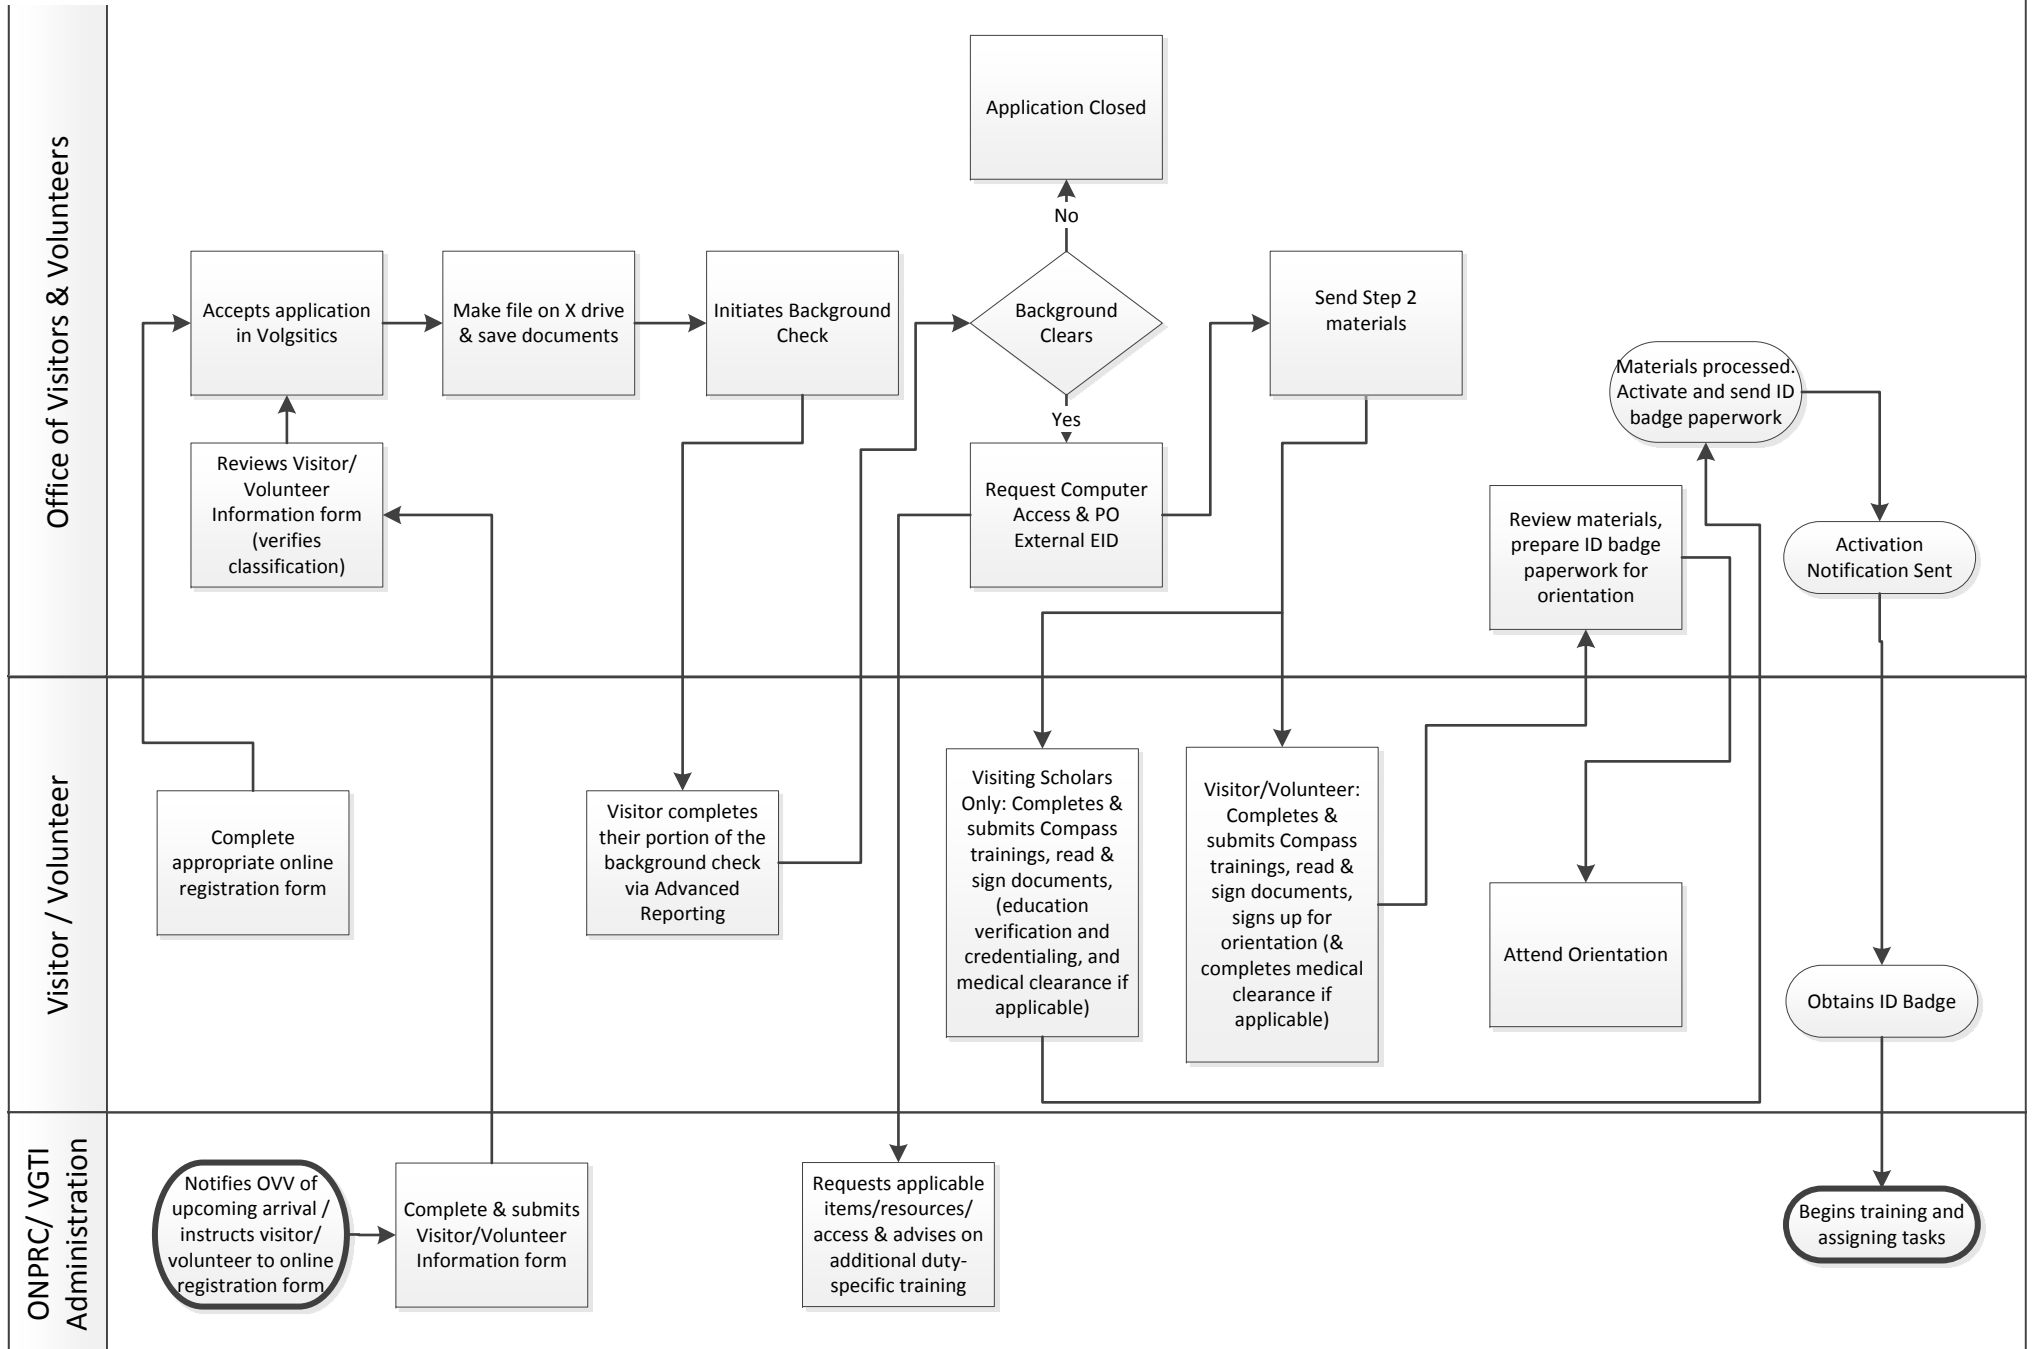 Office of Visitors & Volunteers
Application Closed
No
Accepts application
in Volgsitics
Make file on X drive
& save documents
Initiates Background
Check
Background
Clears
Send Step 2
materials
Yes
Reviews Visitor/
Volunteer
Information form
(verifies
classification)
Request Computer
Access & PO
External EID
Materials processed.
Activate and send ID
badge paperwork
Review materials,
prepare ID badge
paperwork for
orientation
Activation
Notification Sent
Visitor / Volunteer
Complete
appropriate online
registration form
Visitor completes
their portion of the
background check
via Advanced
Reporting
Visiting Scholars
Only: Completes &
submits Compass
trainings, read &
sign documents,
(education
verification and
credentialing, and
medical clearance if
applicable)
Visitor/Volunteer:
Completes &
submits Compass
trainings, read &
sign documents,
signs up for
orientation (&
completes medical
clearance if
applicable)
Attend Orientation
Obtains ID Badge
ONPRC/ VGTI
Administration
Notifies OVV of
upcoming arrival /
instructs visitor/
volunteer to online
registration form
Complete & submits
Visitor/Volunteer
Information form
Requests applicable
items/resources/
access & advises on
additional duty-
specific training
Begins training and
assigning tasks